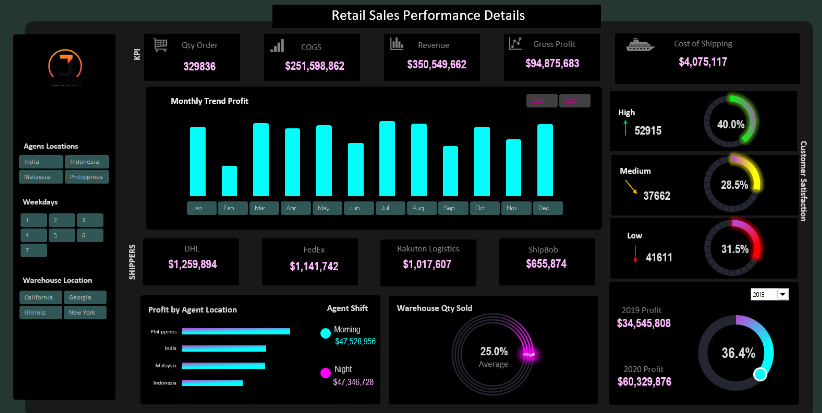 Retail Sales Performance Details
KPI
Qty Order
329836
COGS
$251,598,862
Revenue
$350,549,662
Gross Profit
$94,875,683
Cost of Shipping
$4,075,117
Agens Locations
India
Indonesia
Malaysia
Philippines
Weekdays
1
2
3
4
5
6
7
Warehouse Location
California
Georgia
Illinois
New York
Monthly Trend Profit
Jan
Feb
Mar
Apr
May
Jun
Jul
Aug
Sep
Oct
Nov
Dec
Customer Satisfaction
High
52915
40.0%
Medium
37662
28.5%
Low
41611
31.5%
SHIPPERS
DHL
$1,259,894
FedEx
$1,141,742
Rakuten Logistics
$1,017,607
ShipBob
$655,874
Profit by Agent Location
Philippines
India
Malaysia
Indonesia
Agent Shift
Morning
$47,528,956
Night
$47,346,728
Warehouse Qty Sold
25.0%
Average
2019
2019 Profit
$34,545,808
2020 Profit
$60,329,876
36.4%